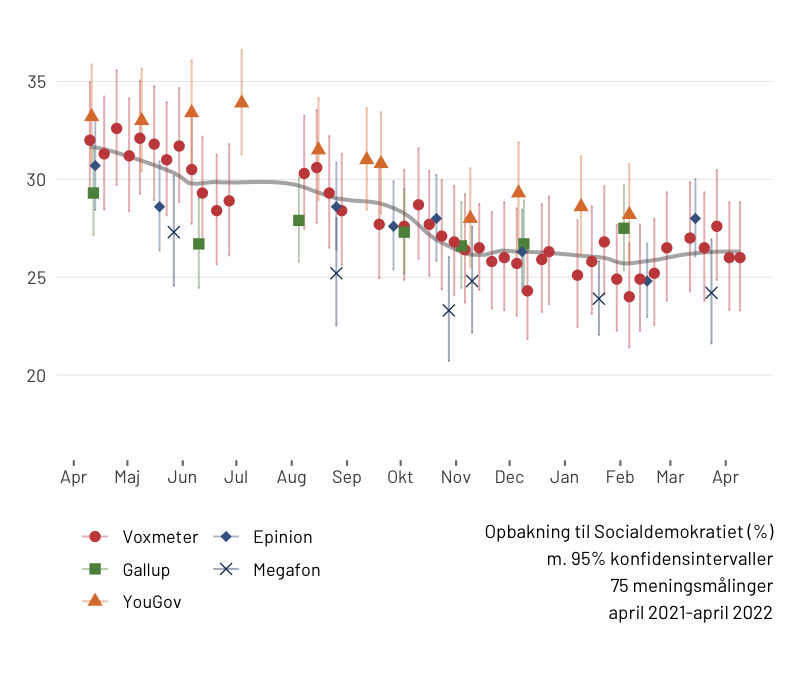 35
30
25
20
Apr Maj Jun Jul Aug Sep Okt Nov Dec Jan Feb Mar Apr
Voxmeter Epinion
Gallup Megafon
YouGov
Opbakning til Socialdemokratiet (%)
m. 95% konfidensintervaller
75 meningsmålinger
april 2021-april 2022